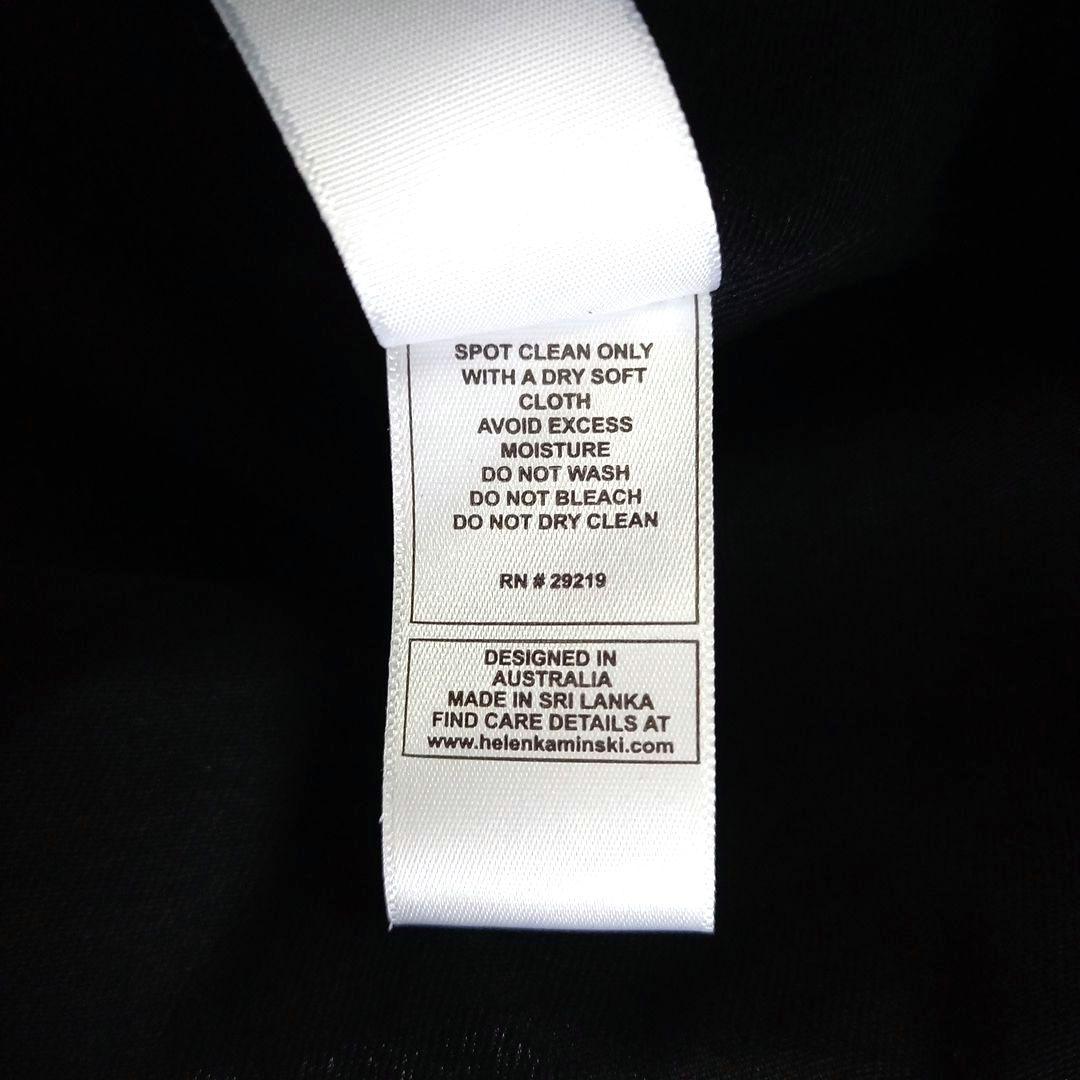 SPOT CLEAN ONLY
WITH A DRY SOFT
CLOTH
AVOID EXCESS
MOISTURE
DO NOT WASH
DO NOT BLEACH
DO NOT DRY CLEAN
RN # 29219
DESIGNED IN
AUSTRALIA
MADE IN SRI LANKA
FIND CARE DETAILS AT
www.helenkaminski.com